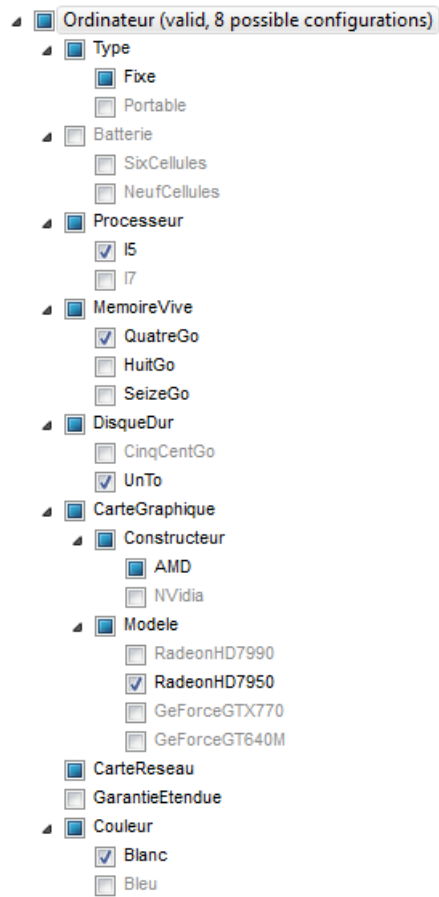 Ordinateur (valid, 8 possible configurations)
Type
Fixe
Portable
Batterie
SixCellules
NeufCellules
Processeur
I5
I7
MemoireVive
QuatreGo
HuitGo
SeizeGo
DisqueDur
CinqCentGo
UnTo
CarteGraphique
Constructeur
AMD
NVidia
Modele
RadeonHD7990
RadeonHD7950
GeForceGTX770
GeForceGT640M
CarteReseau
GarantieEtendue
Couleur
Blanc
Bleu